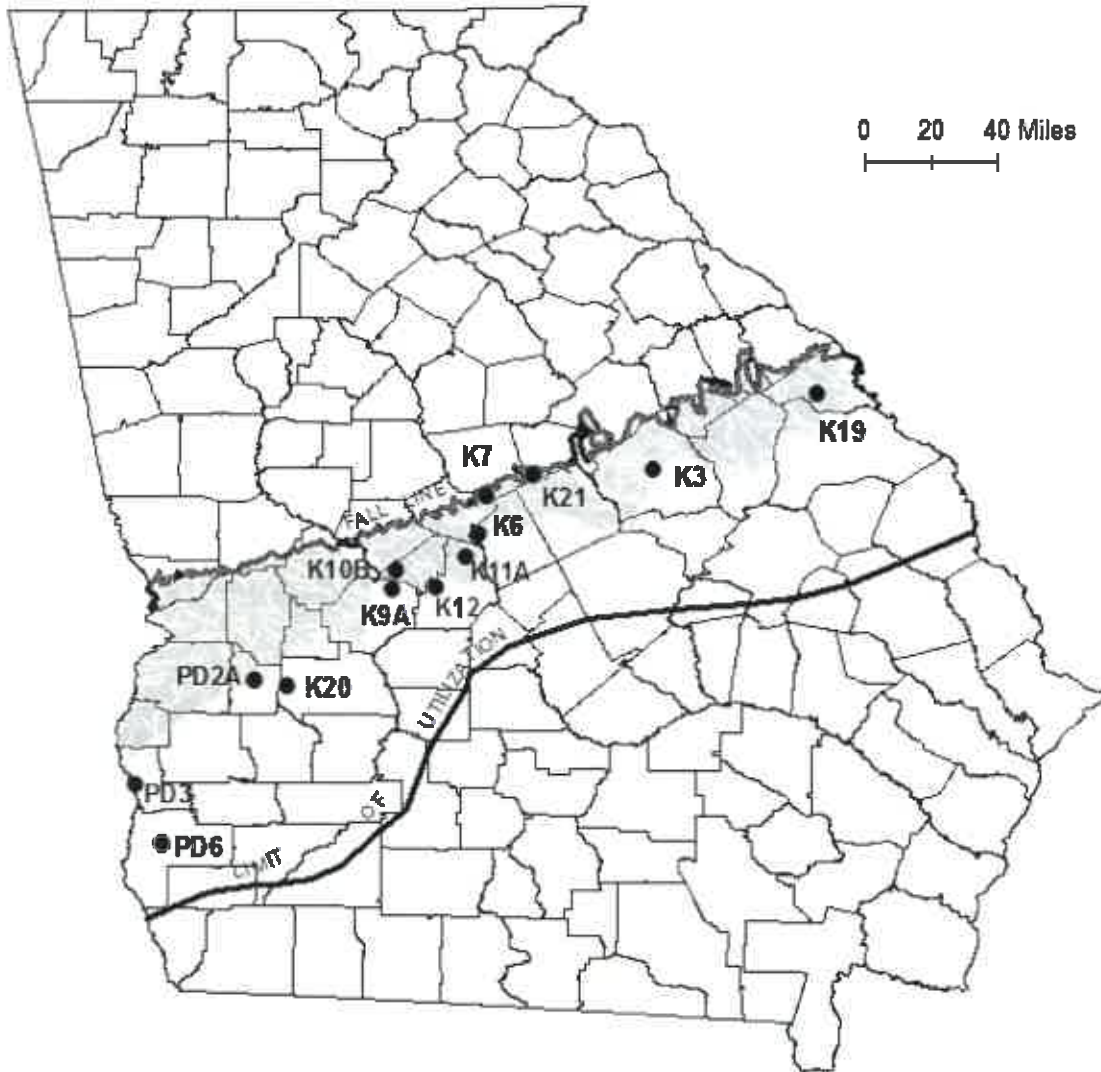 0 20 40 Miles
K19
K7
K3
K21
FALL LINE
K6
K10B
K11A
K12
K9A
PD2A
K20
LIMIT OF UTILIZATION
PD3
PD6